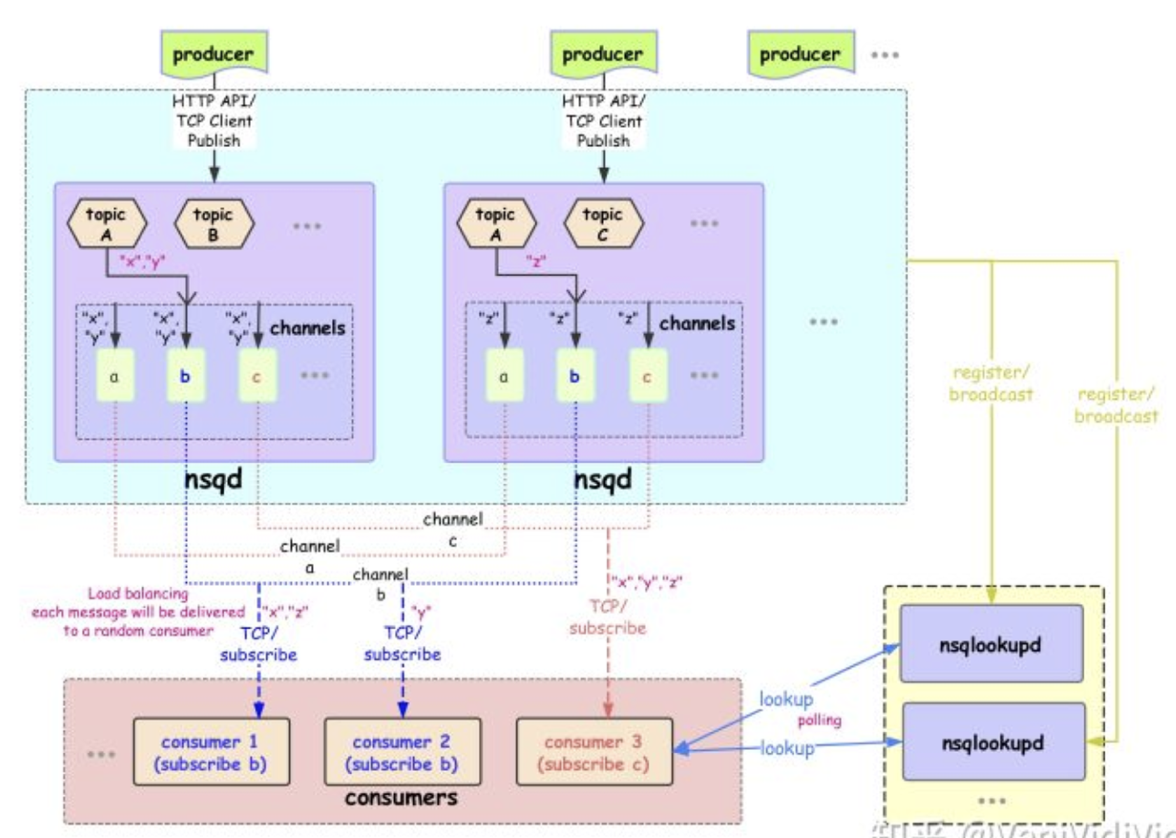 producer
producer
producer
HTTP API/
TCP Client
Publish
HTTP API/
TCP Client
Publish
topic
A
topic
B
topic
A
topic
C
"x","y"
"z"
"x",
"y"
"x",
"y"
"x",
"y"
channels
"z"
"z"
"z"
channels
a
b
c
a
b
c
nsqd
nsqd
register/
broadcast
register/
broadcast
channel
c
channel
a
channel
b
Load balancing
each message will be delivered
to a random consumer
"x","z"
TCP/
subscribe
"y"
TCP/
subscribe
"x","y","z"
TCP/
subscribe
nsqlookupd
nsqlookupd
lookup
polling
lookup
consumer 1
(subscribe b)
consumer 2
(subscribe b)
consumer 3
(subscribe c)
consumers